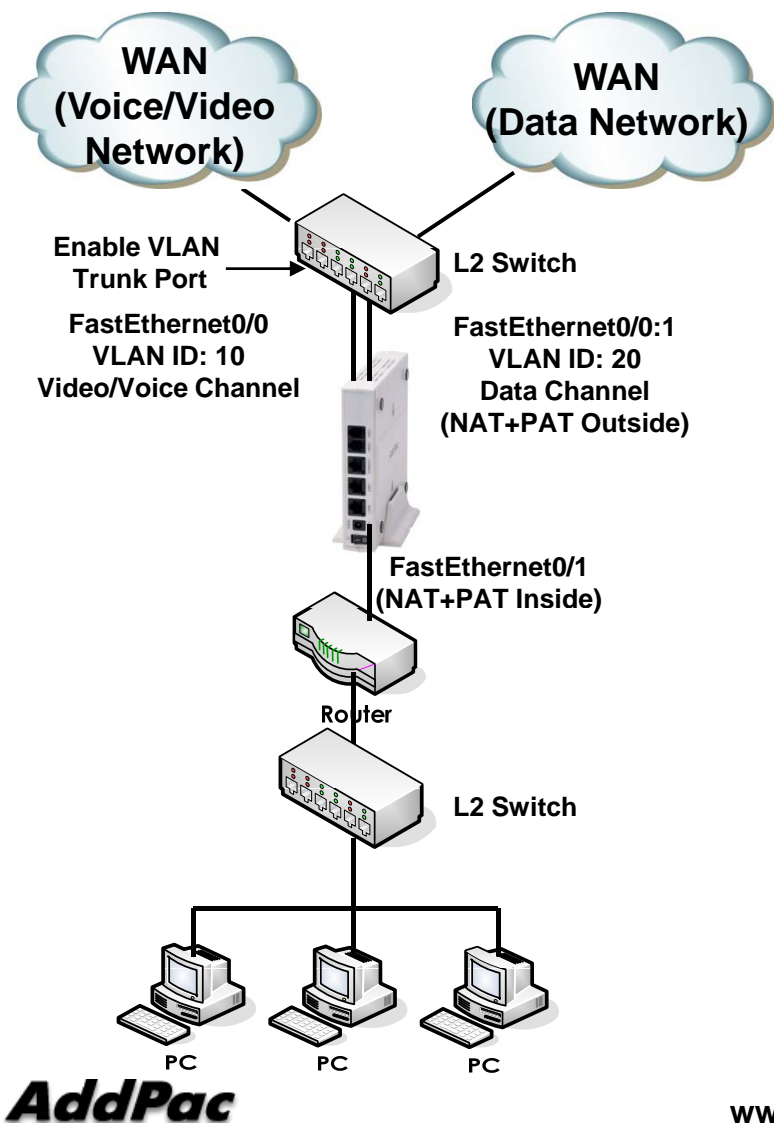 WAN
(Voice/Video
Network)
WAN
(Data Network)
Enable VLAN
Trunk Port
L2 Switch
FastEthernet0/0
VLAN ID: 10
Video/Voice Channel
FastEthernet0/0:1
VLAN ID: 20
Data Channel
(NAT+PAT Outside)
FastEthernet0/1
(NAT+PAT Inside)
Router
L2 Switch
PC
PC
PC
AddPac
ww